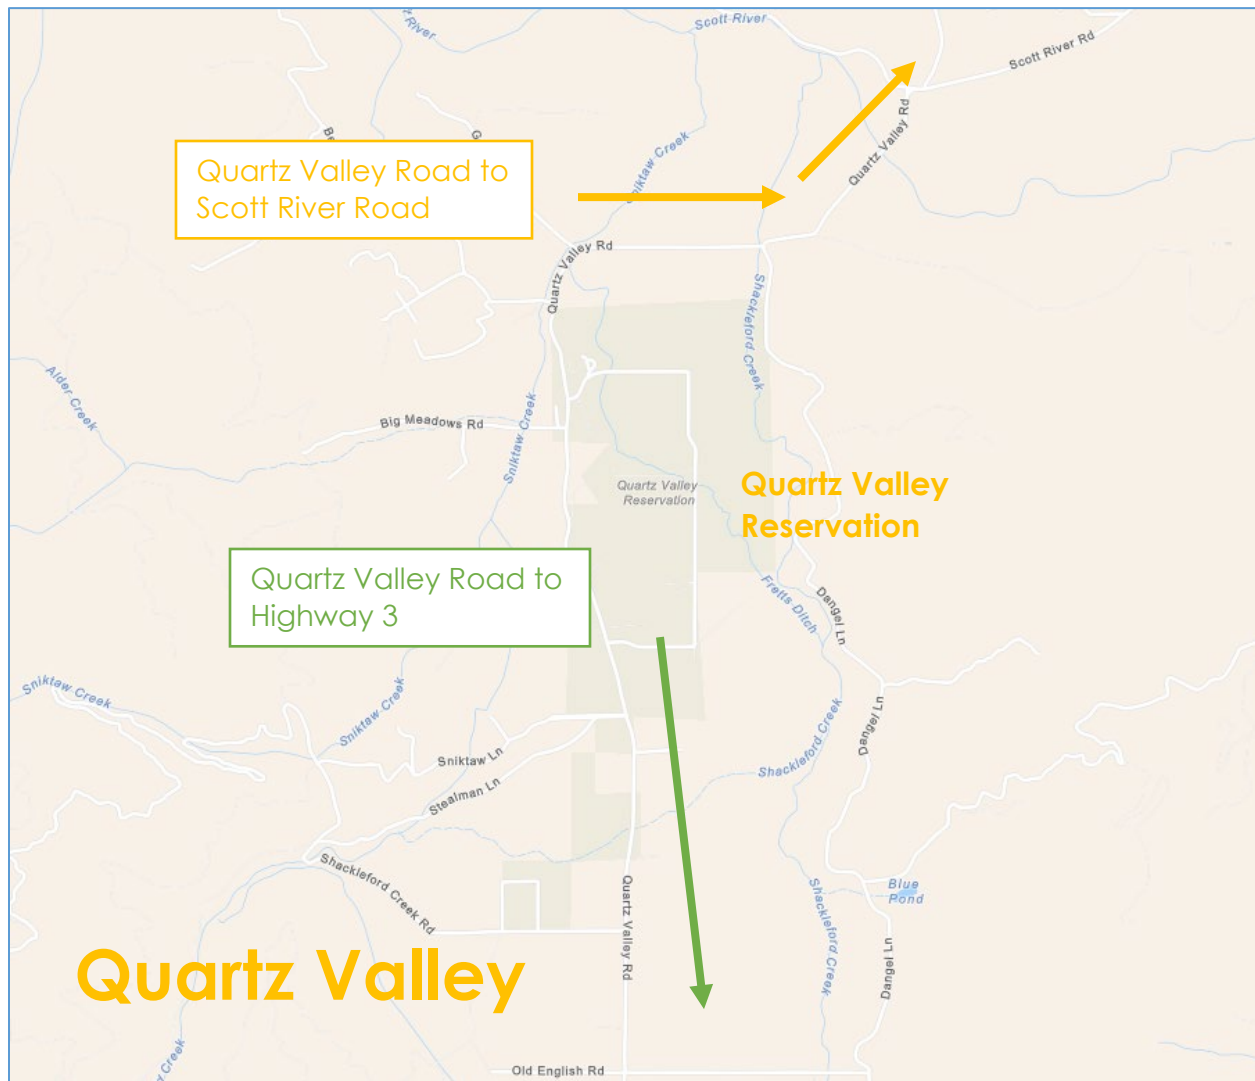 Scott River
River
Scott River Rd
Be
G
Quartz Valley Rd
Sniktaw Creek
Quartz Valley Road to
Scott River Road
Quartz Valley Rd
Quartz Valley Rd
Shackleford Creek
Alder Creek
Big Meadows Rd
Sniktaw Creek
Quartz Valley
Reservation
Quartz Valley
Reservation
Quartz Valley Road to
Highway 3
Fretts Ditch
Dangel Ln
Sniktaw Creek
Sniktaw Creek
Dangel Ln
Shackleford Creek
Sniktaw Ln
Stealman Ln
Shackleford Creek Rd
Blue
Pond
Quartz Valley Rd
Shackleford Creek
Dangel Ln
Quartz Valley
d Creek
Old English Rd